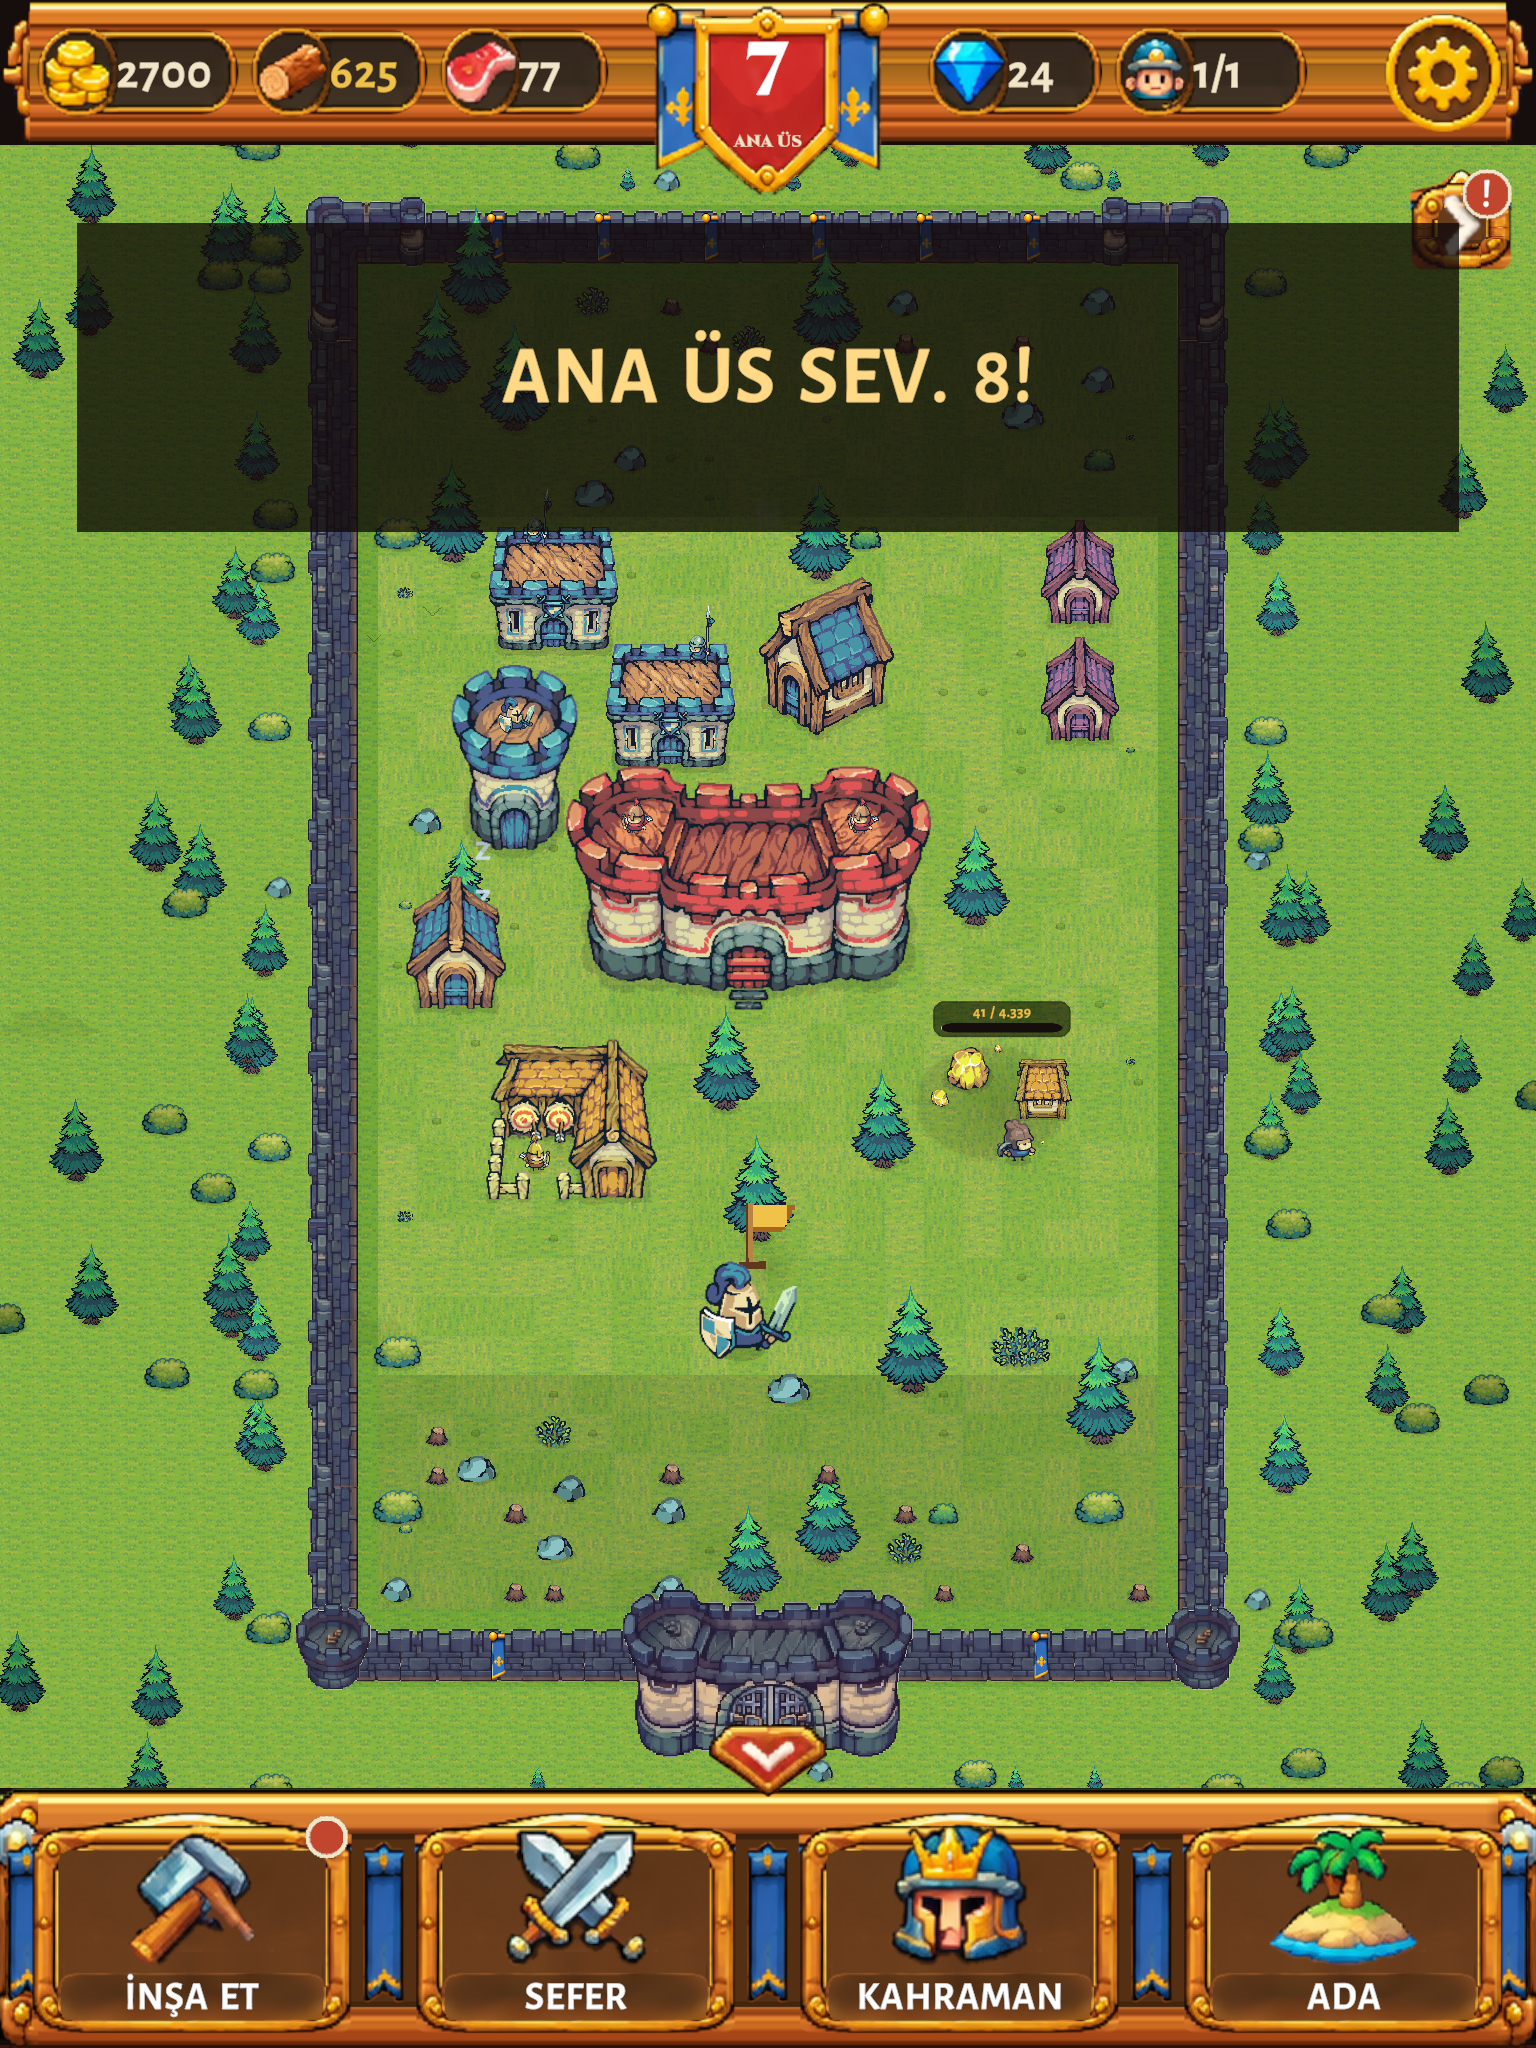 2700
625
77
7
ANA ÜS
24
1/1
!
ANA ÜS SEV. 8!
z
z
41 / 4.339
İNŞA ET
SEFER
KAHRAMAN
ADA